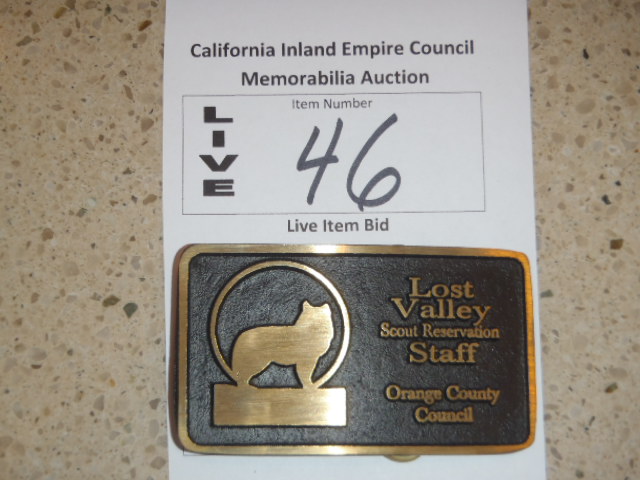 California Inland Empire Council
Memorabilia Auction
Item Number
LIVE
46
Live Item Bid
Lost
Valley
Scout Reservation
Staff
Orange County
Council